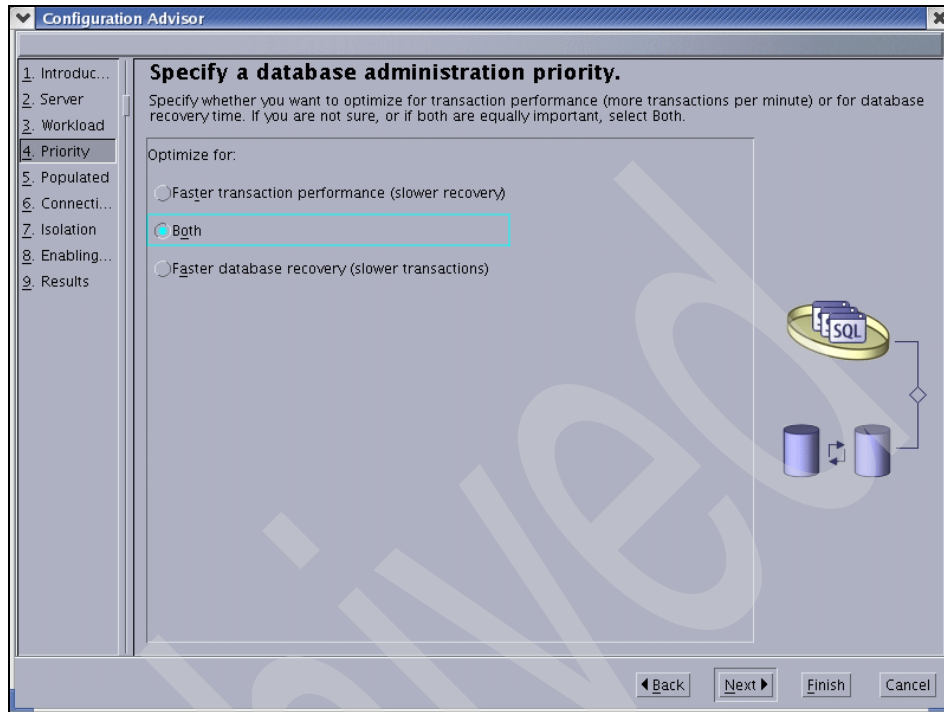 Configuration Advisor
1. Introduc...
2. Server
3. Workload
4. Priority
5. Populated
6. Connecti...
7. Isolation
8. Enabling...
9. Results
Specify a database administration priority.
Specify whether you want to optimize for transaction performance (more transactions per minute) or for database
recovery time. If you are not sure, or if both are equally important, select Both.
Optimize for:
Faster transaction performance (slower recovery)
Both
Faster database recovery (slower transactions)
SQL
Back
Next
Finish
Cancel
hived